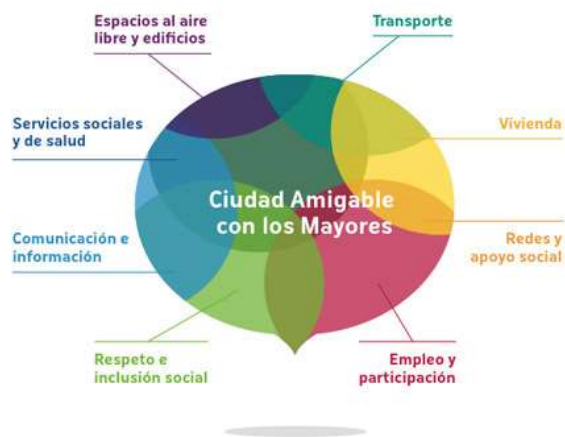 Espacios al aire
libre y edificios
Transporte
Servicios sociales
y de salud
Vivienda
Ciudad Amigable
con los Mayores
Comunicación e
información
Redes y
apoyo social
Respeto e
inclusión social
Empleo y
participación